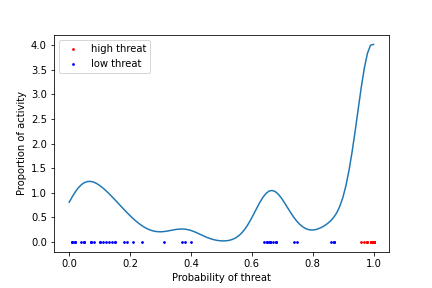 high threat
low threat
4.0
3.5
3.0
2.5
2.0
1.5
1.0
0.5
0.0
Proportion of activity
0.0 0.2 0.4 0.6 0.8 1.0
Probability of threat